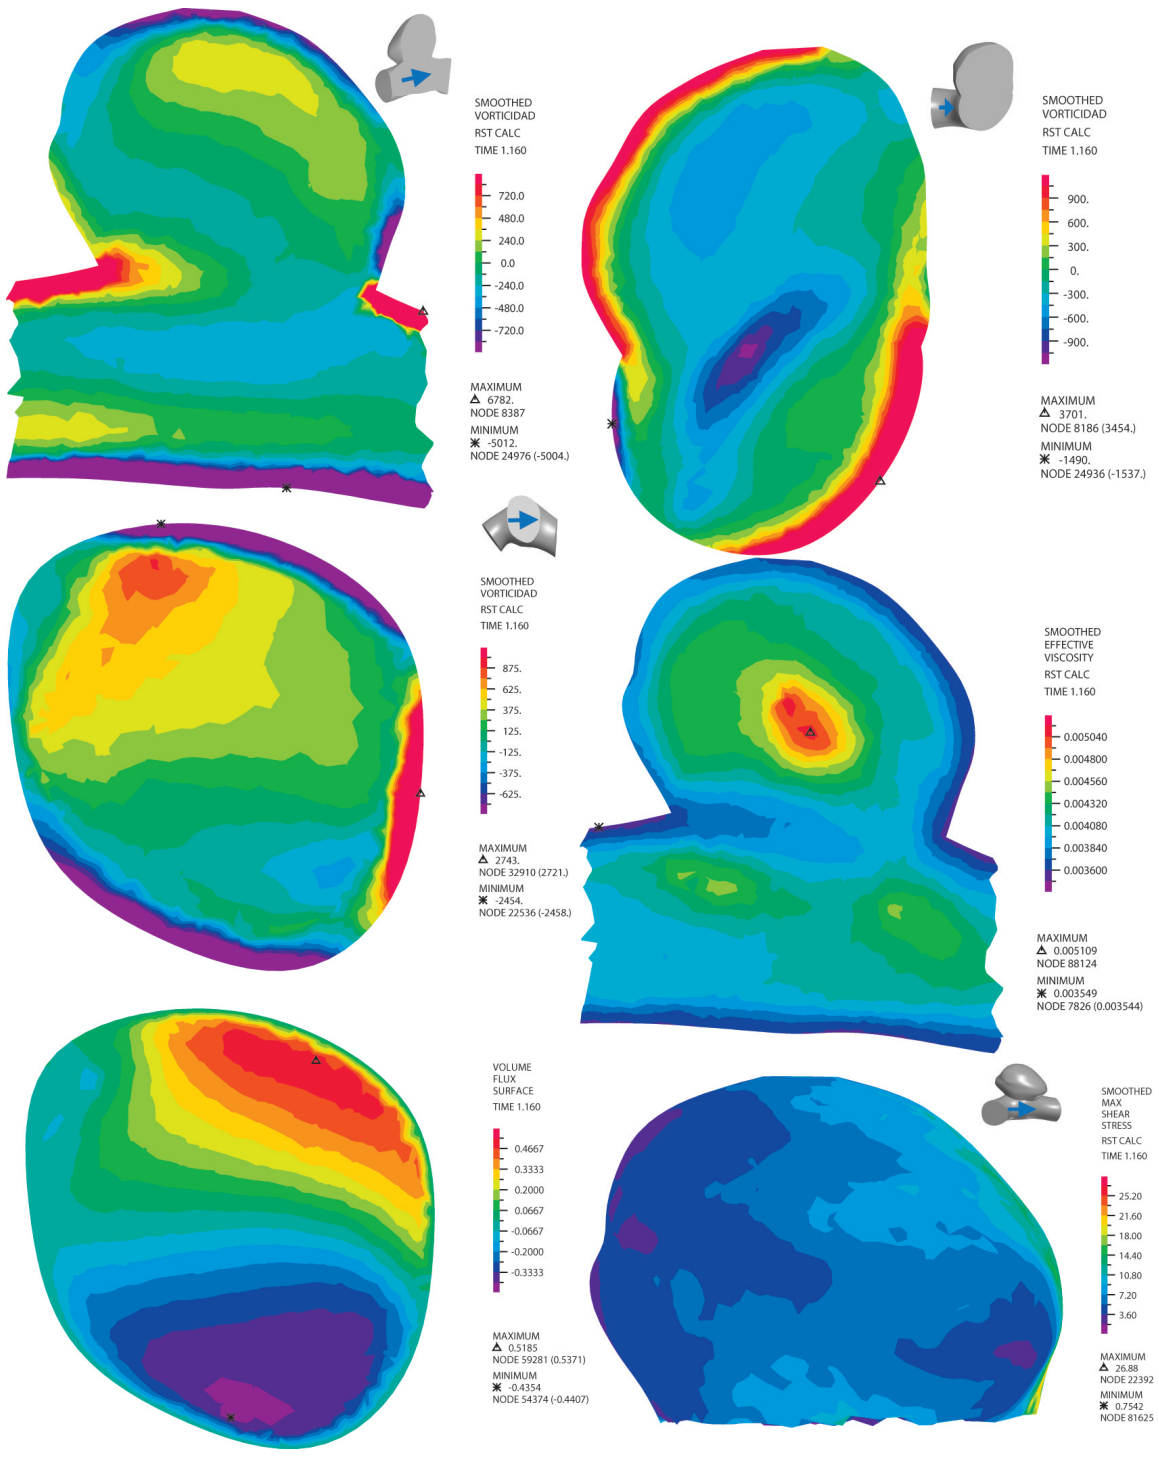 SMOOTHED
VORTICIDAD
RST CALC
TIME 1.160
720.0
480.0
240.0
0.0
-240.0
-480.0
-720.0
MAXIMUM
6782.
NODE 8387
MINIMUM
-5012.
NODE 24976 (-5004.)
SMOOTHED
VORTICIDAD
RST CALC
TIME 1.160
900.
600.
300.
0.
-300.
-600.
-900.
MAXIMUM
3701.
NODE 8186 (3454.)
MINIMUM
-1490.
NODE 24936 (-1537.)
SMOOTHED
VORTICIDAD
RST CALC
TIME 1.160
875.
625.
375.
125.
-125.
-375.
-625.
MAXIMUM
2743.
NODE 32910 (2721.)
MINIMUM
-2454.
NODE 22536 (-2458.)
SMOOTHED
EFFECTIVE
VISCOSITY
RST CALC
TIME 1.160
0.005040
0.004800
0.004560
0.004320
0.004080
0.003840
0.003600
MAXIMUM
0.005109
NODE 88124
MINIMUM
0.003549
NODE 7826 (0.003544)
VOLUME
FLUX
SURFACE
TIME 1.160
0.4667
0.3333
0.2000
0.0667
-0.0667
-0.2000
-0.3333
MAXIMUM
0.5185
NODE 59281 (0.5371)
MINIMUM
-0.4354
NODE 54374 (-0.4407)
SMOOTHED
MAX
SHEAR
STRESS
RST CALC
TIME 1.160
25.20
21.60
18.00
14.40
10.80
7.20
3.60
MAXIMUM
26.88
NODE 22392
MINIMUM
0.7542
NODE 81625